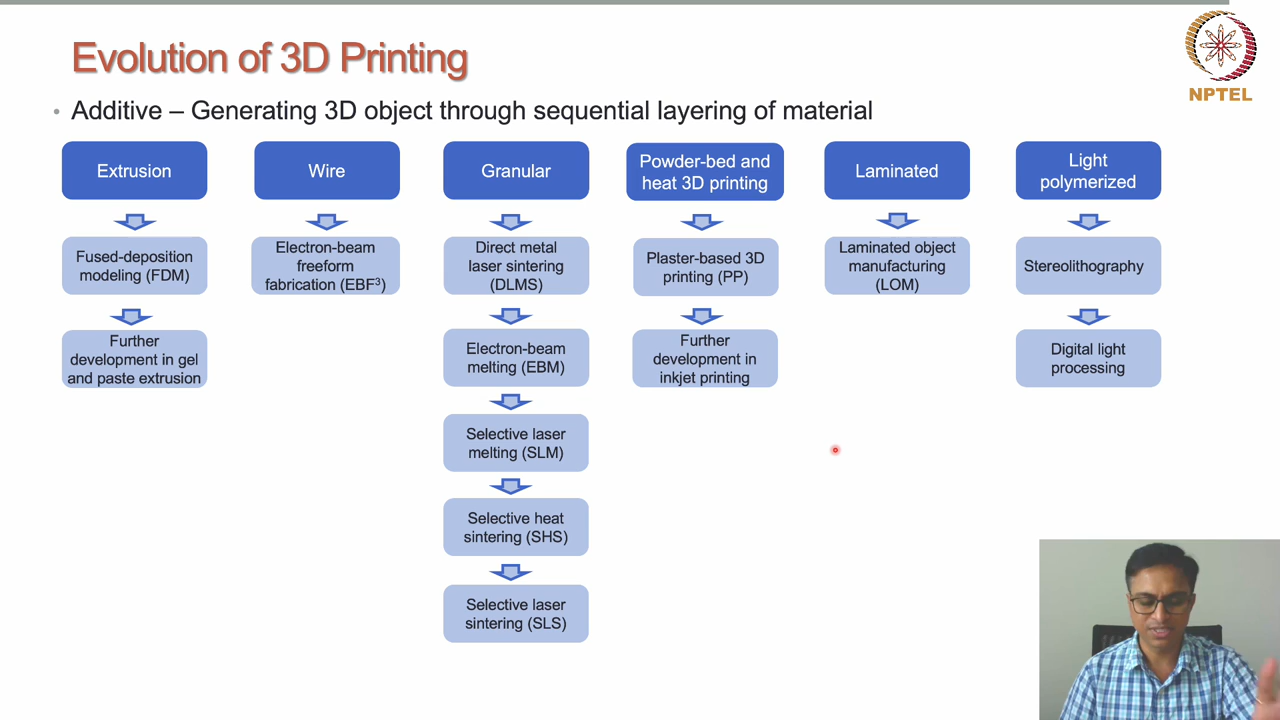 Evolution of 3D Printing
NPTEL
• Additive – Generating 3D object through sequential layering of material
Extrusion
Fused-deposition
modeling (FDM)
Further
development in gel
and paste extrusion
Wire
Electron-beam
freeform
fabrication (EBF³)
Granular
Direct metal
laser sintering
(DLMS)
Electron-beam
melting (EBM)
Selective laser
melting (SLM)
Selective heat
sintering (SHS)
Selective laser
sintering (SLS)
Powder-bed and
heat 3D printing
Plaster-based 3D
printing (PP)
Further
development in
inkjet printing
Laminated
Laminated object
manufacturing
(LOM)
Light
polymerized
Stereolithography
Digital light
processing